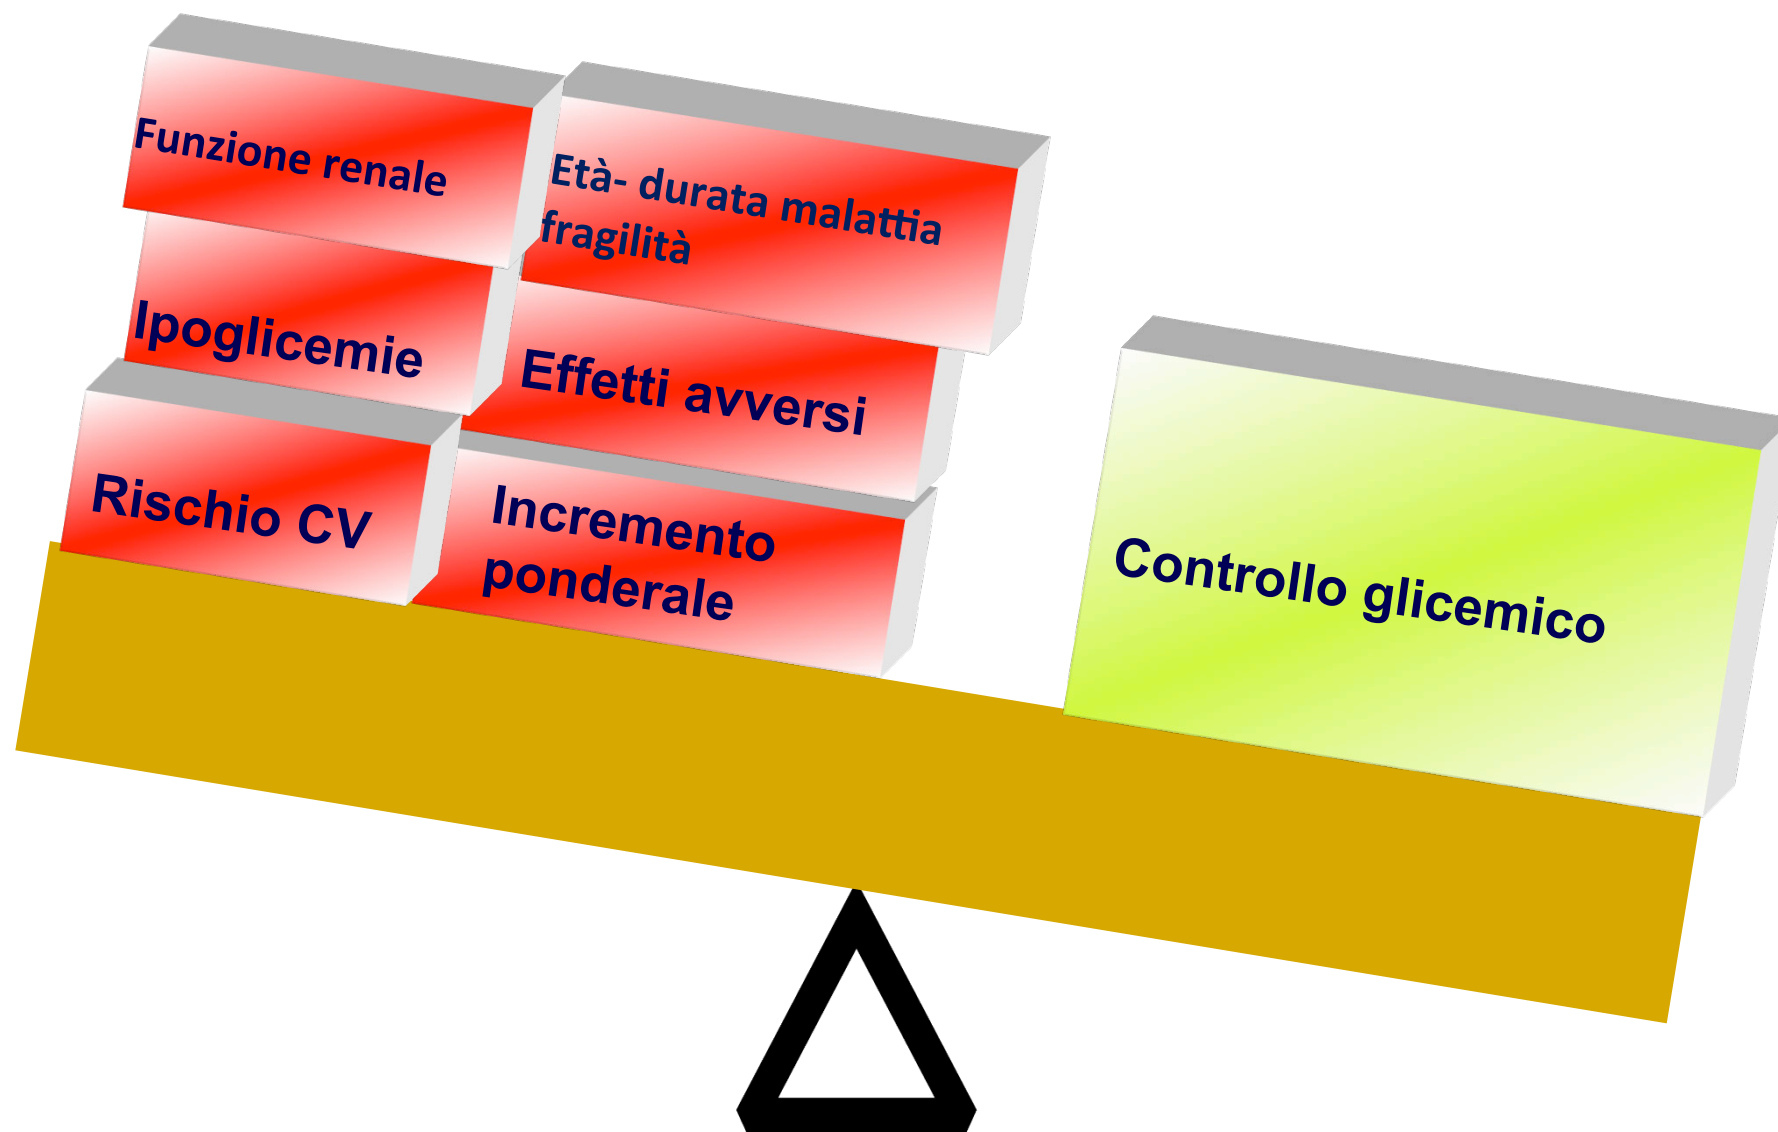 Funzione renale
Età- durata malattia
fragilità
Ipoglicemie
Effetti avversi
Rischio CV
Incremento
ponderale
Controllo glicemico